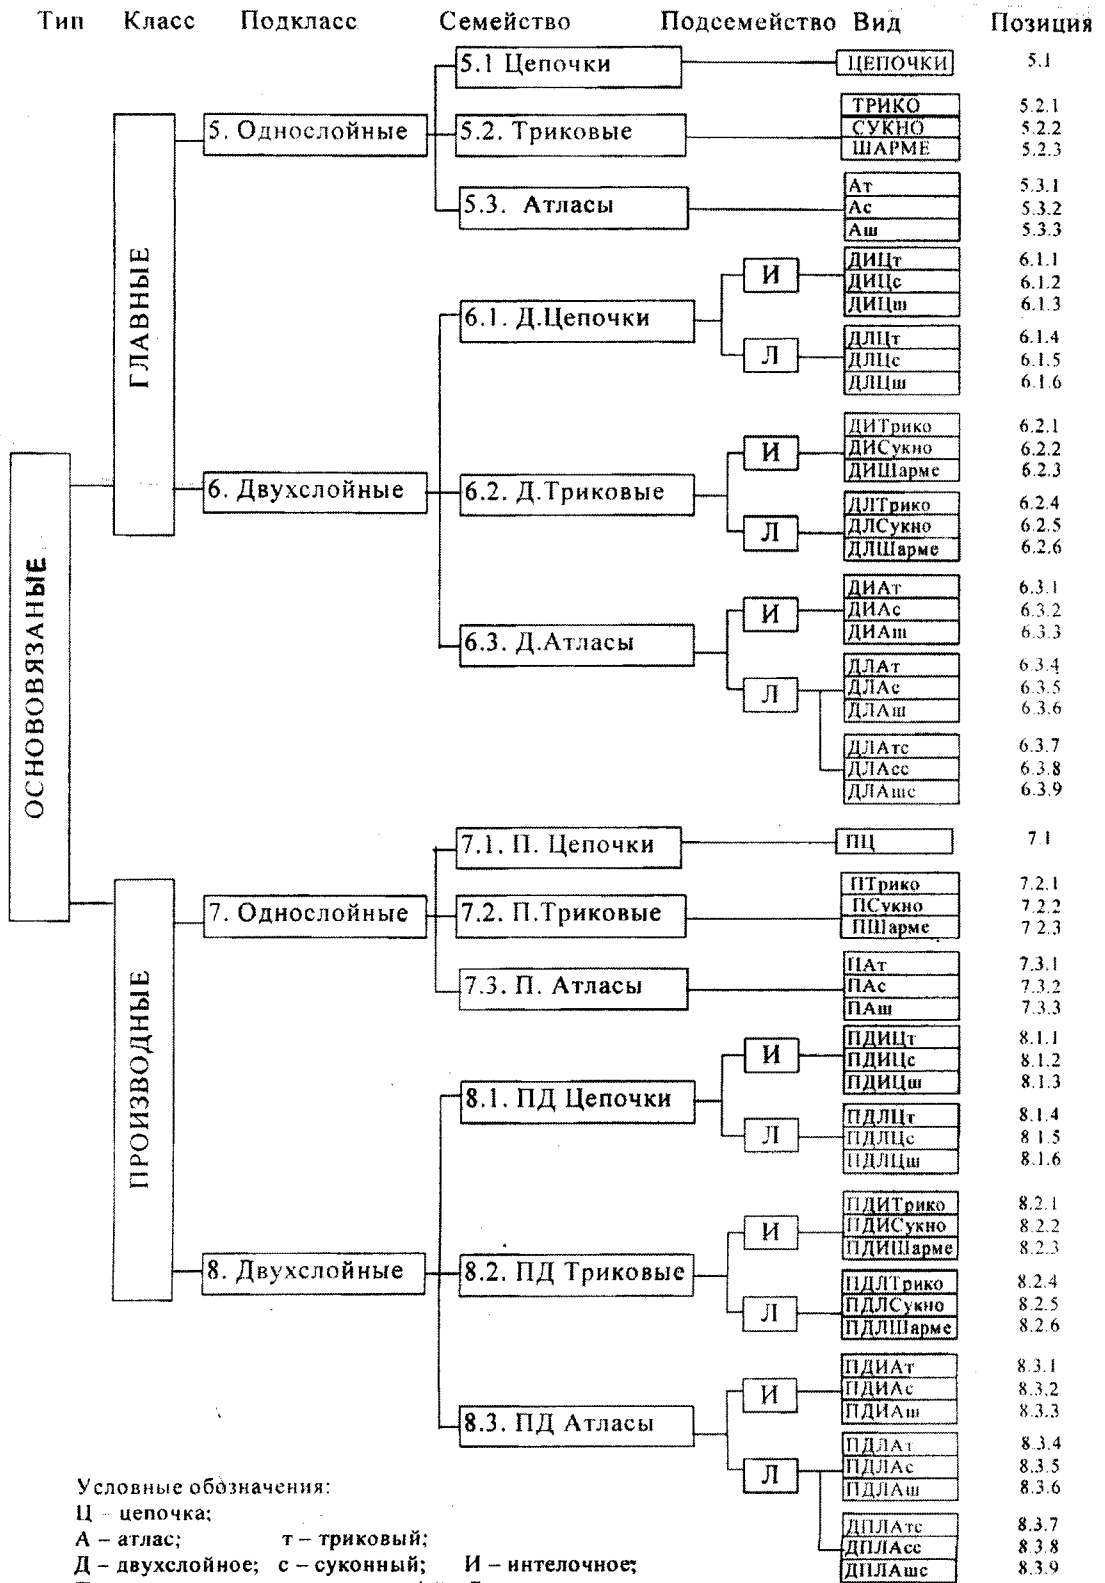 Тип Класс Подкласс Семейство Подсемейство Вид Позиция
ОСНОВОВЯЗАНЫЕ
ГЛАВНЫЕ
5. Однослойные
5.1 Цепочки
ЦЕПОЧКИ 5.1
5.2. Триковые
ТРИКО 5.2.1
СУКНО 5.2.2
ШАРМЕ 5.2.3
5.3. Атласы
Ат 5.3.1
Ас 5.3.2
Аш 5.3.3
6. Двухслойные
6.1. Д.Цепочки
И
ДИЦт 6.1.1
ДИЦс 6.1.2
ДИЦш 6.1.3
Л
ДЛЦт 6.1.4
ДЛЦс 6.1.5
ДЛЦш 6.1.6
6.2. Д.Триковые
И
ДИТрико 6.2.1
ДИСукно 6.2.2
ДИШарме 6.2.3
Л
ДЛТрико 6.2.4
ДЛСукно 6.2.5
ДЛШарме 6.2.6
6.3. Д.Атласы
И
ДИАт 6.3.1
ДИАс 6.3.2
ДИАш 6.3.3
Л
ДЛАт 6.3.4
ДЛАс 6.3.5
ДЛАш 6.3.6
ДЛАтс 6.3.7
ДЛАсс 6.3.8
ДЛАшс 6.3.9
ПРОИЗВОДНЫЕ
7. Однослойные
7.1. П. Цепочки
ПЦ 7.1
7.2. П.Триковые
ПТрико 7.2.1
ПСукно 7.2.2
ПШарме 7 2.3
7.3. П. Атласы
ПАт 7.3.1
ПАс 7.3.2
ПАш 7.3.3
8. Двухслойные
8.1. ПД Цепочки
И
ПДИЦт 8.1.1
ПДИЦс 8.1.2
ПДИЦш 8.1.3
Л
ПДЛЦт 8.1.4
ПДЛЦс 8 1.5
ПДЛЦш 8.1.6
8.2. ПД Триковые
И
ПДИТрико 8.2.1
ПДИСукно 8.2.2
ПДИШарме 8.2.3
Л
ПДЛТрико 8.2.4
ПДЛСукно 8.2.5
ПДЛШарме 8.2.6
8.3. ПД Атласы
И
ПДИАт 8.3.1
ПДИАс 8.3.2
ПДИАш 8.3.3
Л
ПДЛАт 8.3.4
ПДЛАс 8.3.5
ПДЛАш 8.3.6
ДПЛАтс 8.3.7
ДПЛАсс 8.3.8
ДПЛАшс 8.3.9
Условные обозначения:
Ц – цепочка;
А – атлас; т – триковый;
Д – двухслойное; с – суконный; И – интелочное;